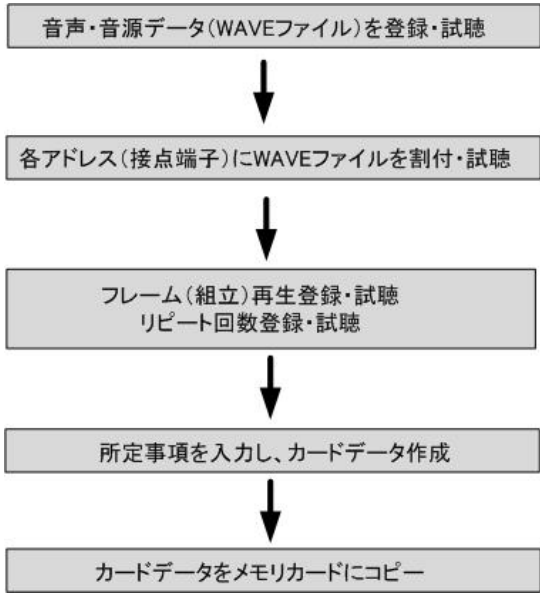 音声・音源データ(WAVEファイル)を登録・試聴
各アドレス(接点端子)にWAVEファイルを割付・試聴
フレーム(組立)再生登録・試聴
リピート回数登録・試聴
所定事項を入力し、カードデータ作成
カードデータをメモリカードにコピー